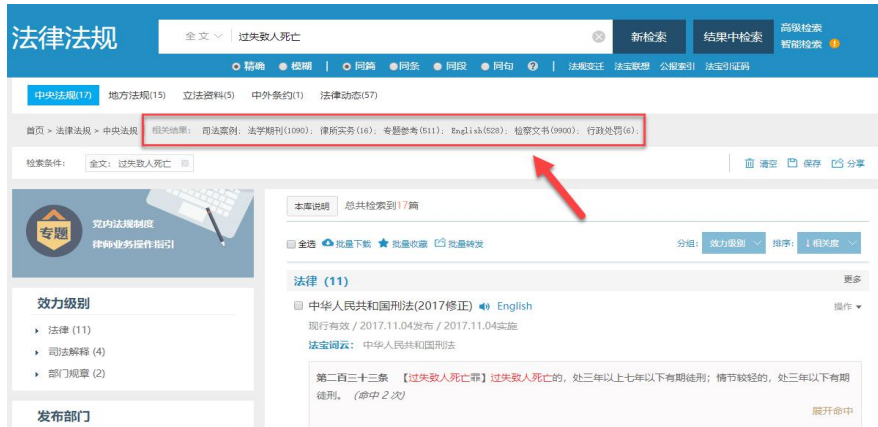 法律法规
全文 过失致人死亡 新检索 结果中检索 高级检索
智能检索
精确 模糊 | 同篇 同条 同段 同句 | 法规变迁 法宝联想 公报索引 法宝引证码
中央法规(17) 地方法规(15) 立法资料(5) 中外条约(1) 法律动态(57)
首页 > 法律法规 > 中央法规 相关结果: 司法案例; 法学期刊(1090); 律所实务(16); 专题参考(511); English(528); 检察文书(9900); 行政处罚(6);
检索条件: 全文: 过失致人死亡 清空 保存 分享
专题
党内法规制度
律师业务操作指引
本库说明 总共检索到17篇
全选 批量下载 批量收藏 批量转发 分组: 效力级别 排序: ↓相关度
法律 (11) 更多
中华人民共和国刑法(2017修正) English 操作
现行有效 / 2017.11.04发布 / 2017.11.04实施
法宝词云: 中华人民共和国刑法
第二百三十三条 【过失致人死亡罪】过失致人死亡的，处三年以上七年以下有期徒刑；情节较轻的，处三年以下有期
徒刑。 (命中 2 次)
展开命中
效力级别
法律 (11)
司法解释 (4)
部门规章 (2)
发布部门